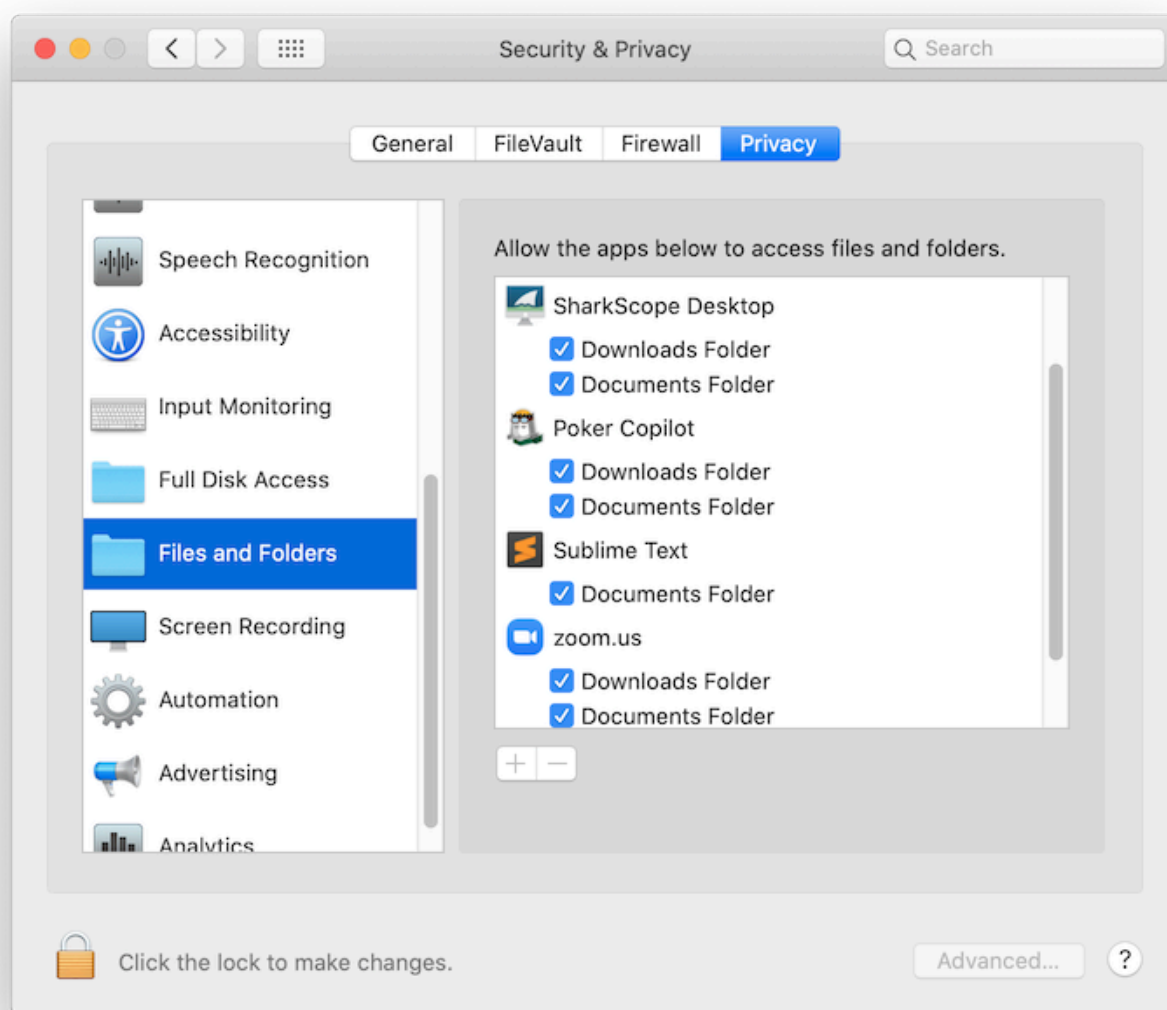 Security & Privacy
Search
General FileVault Firewall Privacy
Speech Recognition
Accessibility
Input Monitoring
Full Disk Access
Files and Folders
Screen Recording
Automation
Advertising
Analytics
Allow the apps below to access files and folders.
SharkScope Desktop
Downloads Folder
Documents Folder
Poker Copilot
Downloads Folder
Documents Folder
Sublime Text
Documents Folder
zoom.us
Downloads Folder
Documents Folder
Click the lock to make changes.
Advanced...
?